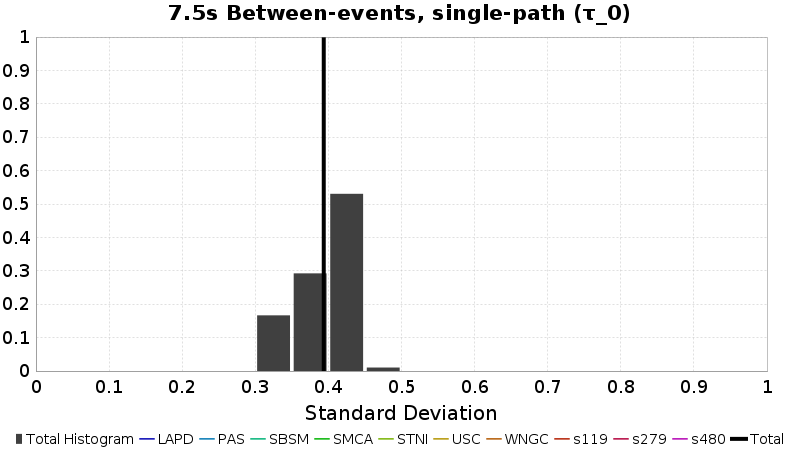 7.5s Between-events, single-path (τ_0)
1
0.9
0.8
0.7
0.6
0.5
0.4
0.3
0.2
0.1
0
0 0.1 0.2 0.3 0.4 0.5 0.6 0.7 0.8 0.9 1
Standard Deviation
Total Histogram LAPD PAS SBSM SMCA STNI USC WNGC s119 s279 s480 Total